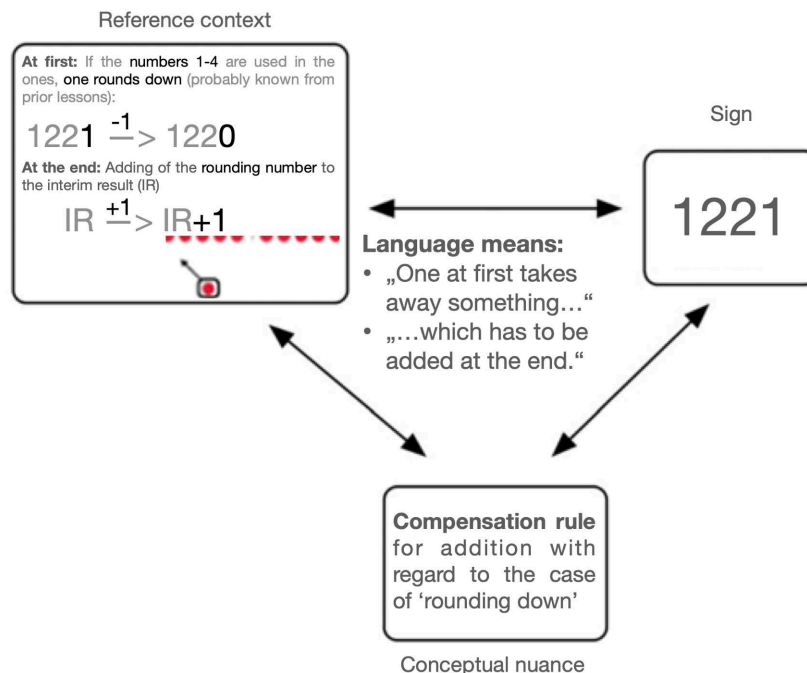 Reference context
At first: If the numbers 1-4 are used in the
ones, one rounds down (probably known from
prior lessons):
1221 -1> 1220
At the end: Adding of the rounding number to
the interim result (IR)
IR +1> IR+1
Sign
1221
Language means:
• „One at first takes
away something…“
• „…which has to be
added at the end.“
Compensation rule
for addition with
regard to the case
of ‘rounding down’
Conceptual nuance